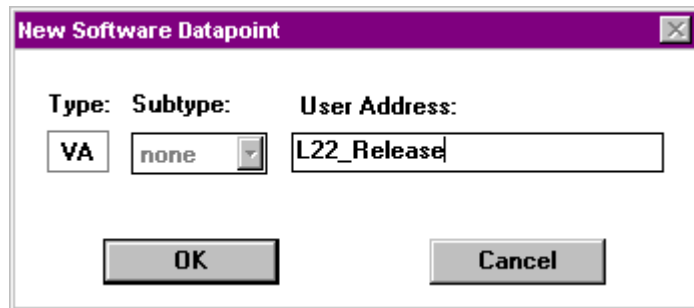 New Software Datapoint
Type: Subtype: User Address:
VA none L22_Release
OK Cancel